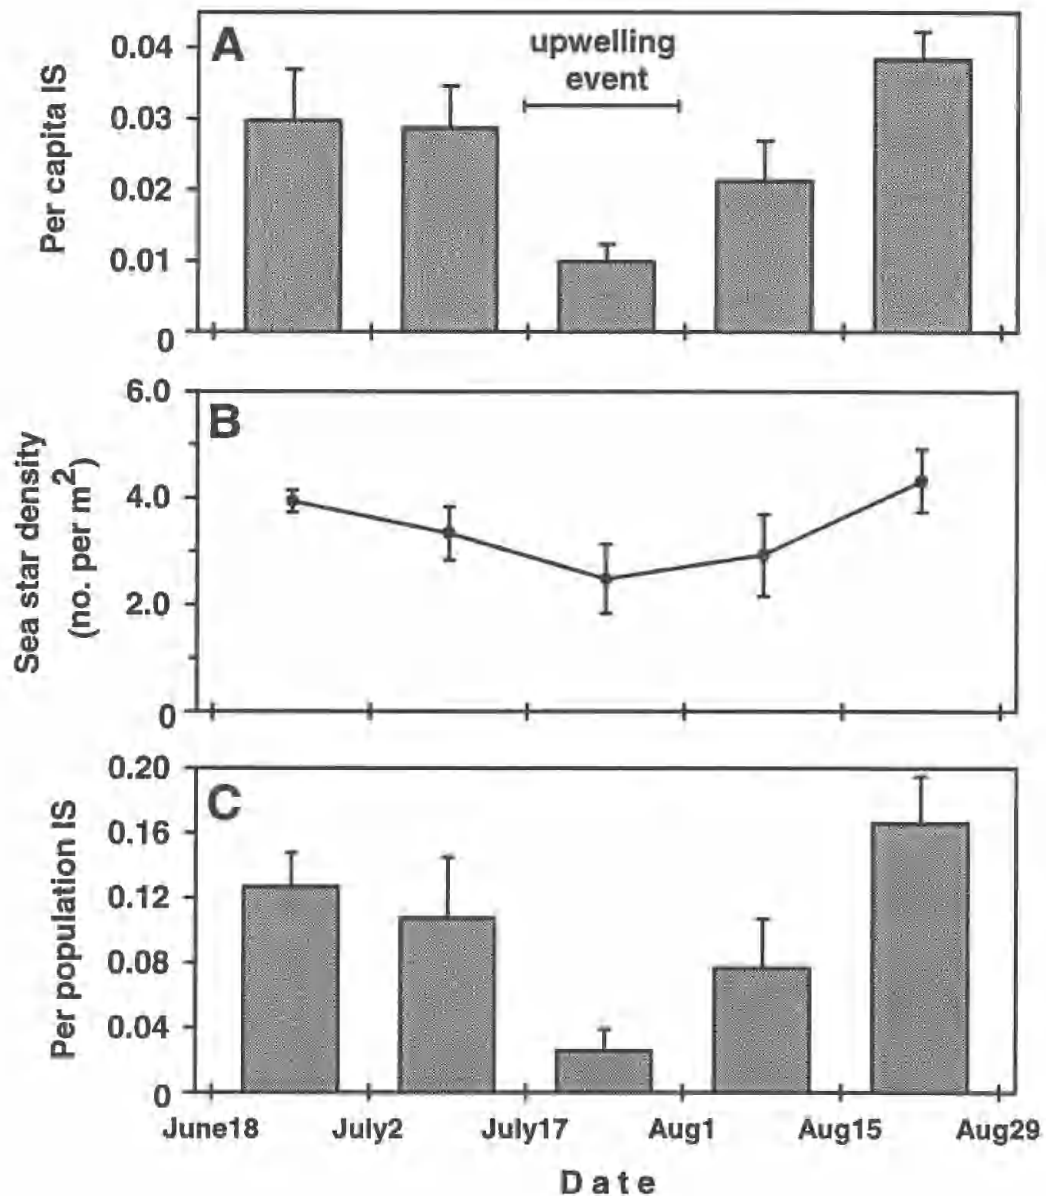 A
upwelling
event
Per capita IS
0.04
0.03
0.02
0.01
0
B
Sea star density
(no. per m²)
6.0
4.0
2.0
0
C
Per population IS
0.20
0.16
0.12
0.08
0.04
0
June18 July2 July17 Aug1 Aug15 Aug29
Date